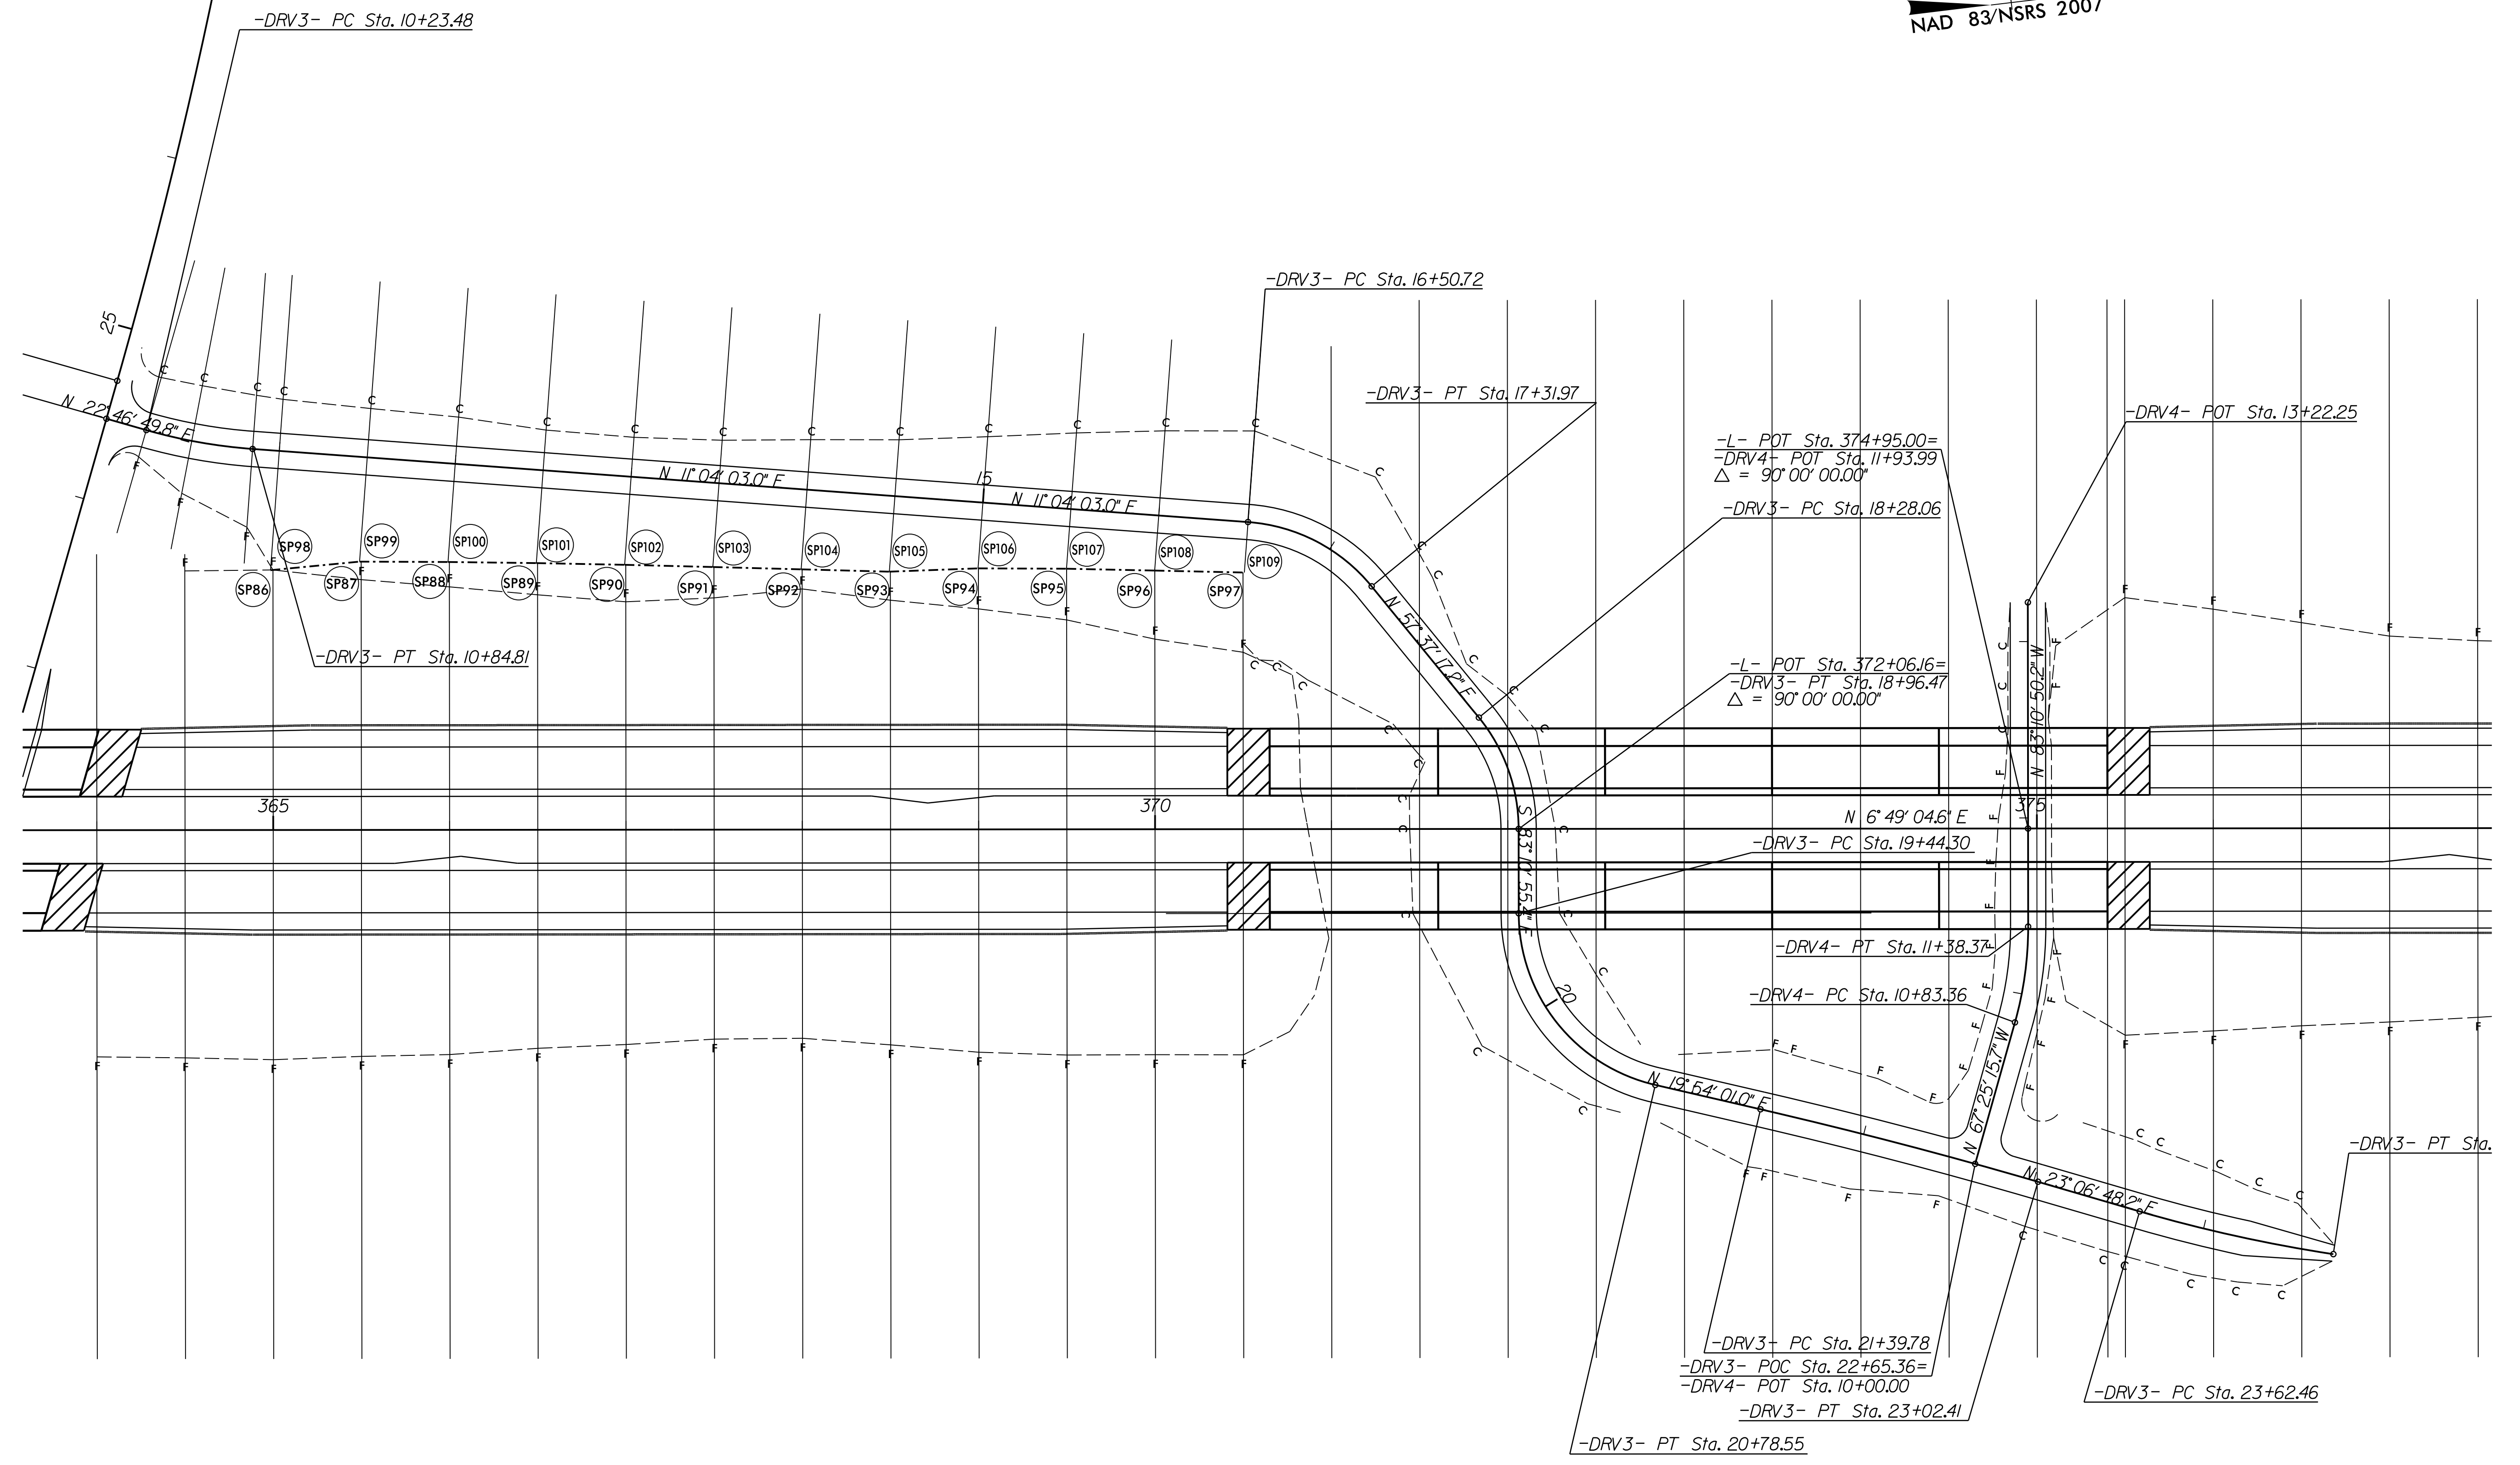 -DRV3- PC Sta. 10+23.48
NAD 83/NSRS 2007
25
N 22° 46' 49.8" E
-DRV3- PC Sta. 16+50.72
-DRV3- PT Sta. 17+31.97
-DRV4- POT Sta. 13+22.25
-L- POT Sta. 374+95.00=
-DRV4- POT Sta. 11+93.99
△ = 90° 00' 00.00"
-DRV3- PC Sta. 18+28.06
N 11° 04' 03.0" E
15
N 11° 04' 03.0" E
SP98
SP99
SP100
SP101
SP102
SP103
SP104
SP105
SP106
SP107
SP108
SP109
SP86
SP87
SP88
SP89
SP90
SP91
SP92
SP93
SP94
SP95
SP96
SP97
N 57° 37' 17.2" E
-DRV3- PT Sta. 10+84.81
-L- POT Sta. 372+06.16=
-DRV3- PT Sta. 18+96.47
△ = 90° 00' 00.00"
N 83° 10' 50.2" W
365
370
375
N 6° 49' 04.6" E
S 83° 10' 55.4" E
-DRV3- PC Sta. 19+44.30
-DRV4- PT Sta. 11+38.37
20
-DRV4- PC Sta. 10+83.36
N 19° 54' 01.0" E
N 67° 25' 15.7" W
N 23° 06' 48.2" E
-DRV3- PT Sta.
-DRV3- PC Sta. 21+39.78
-DRV3- POC Sta. 22+65.36=
-DRV4- POT Sta. 10+00.00
-DRV3- PT Sta. 23+02.41
-DRV3- PC Sta. 23+62.46
-DRV3- PT Sta. 20+78.55